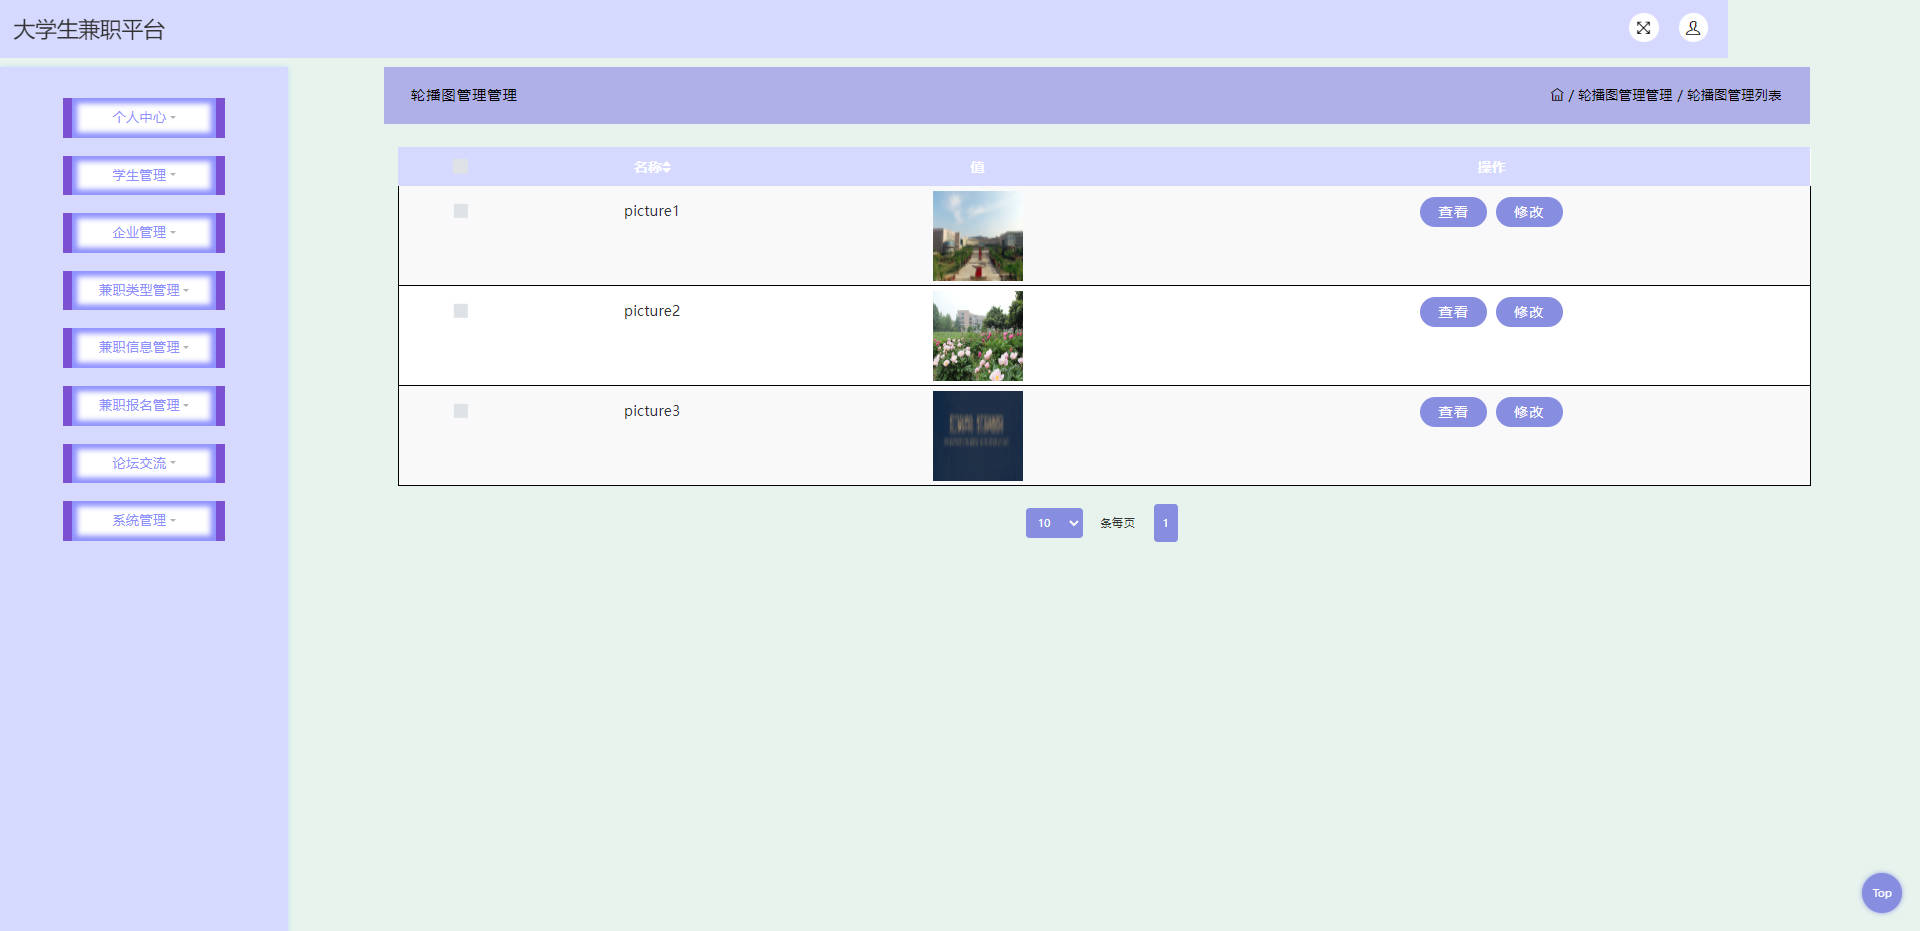 大学生兼职平台
个人中心
学生管理
企业管理
兼职类型管理
兼职信息管理
兼职报名管理
论坛交流
系统管理
轮播图管理管理
/ 轮播图管理管理 / 轮播图管理列表
名称 值 操作
picture1 查看 修改
picture2 查看 修改
picture3 查看 修改
10 条每页 1
Top